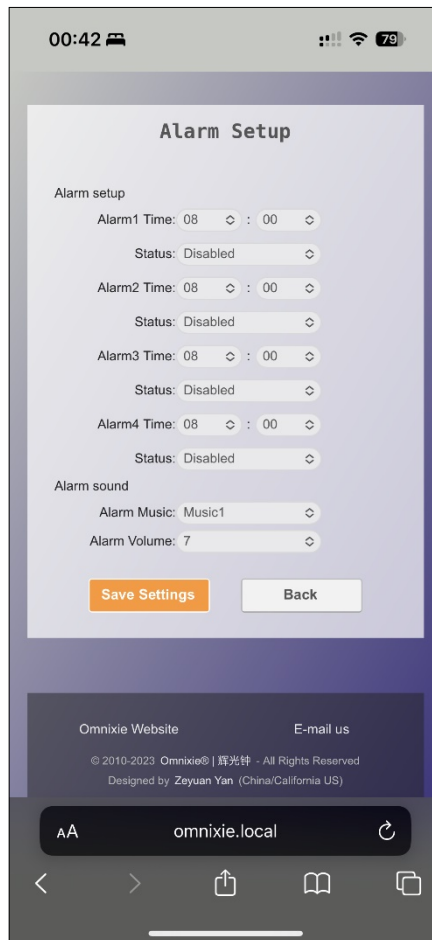 00:42
79
Alarm Setup
Alarm setup
Alarm1 Time: 08 : 00
Status: Disabled
Alarm2 Time: 08 : 00
Status: Disabled
Alarm3 Time: 08 : 00
Status: Disabled
Alarm4 Time: 08 : 00
Status: Disabled
Alarm sound
Alarm Music: Music1
Alarm Volume: 7
Save Settings Back
Omnixie Website E-mail us
© 2010-2023 Omnixie® | 辉光钟 - All Rights Reserved
Designed by Zeyuan Yan (China/California US)
AA omnixie.local